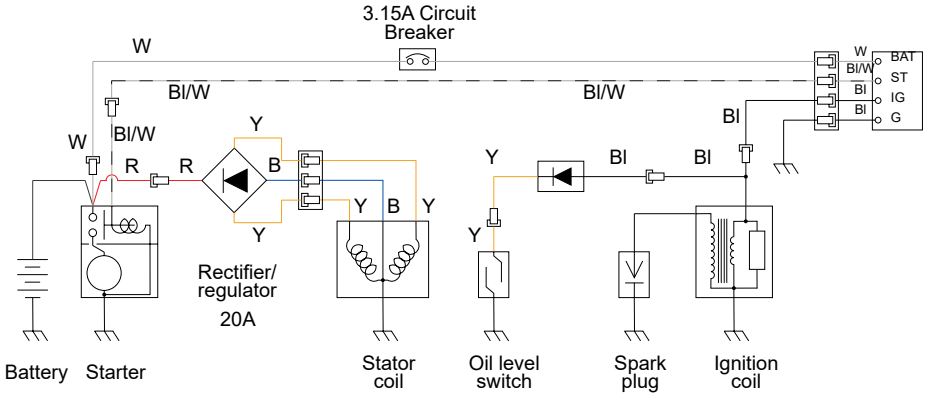 3.15A Circuit
Breaker
W
W
BAT
Bl/W
ST
Bl/W
Bl/W
Bl
IG
Bl
G
Bl
Bl/W
Y
W
R
R
B
Y
Bl
Bl
Y
B
Y
Y
Y
Rectifier/
regulator
20A
Battery
Starter
Stator
coil
Oil level
switch
Spark
plug
Ignition
coil